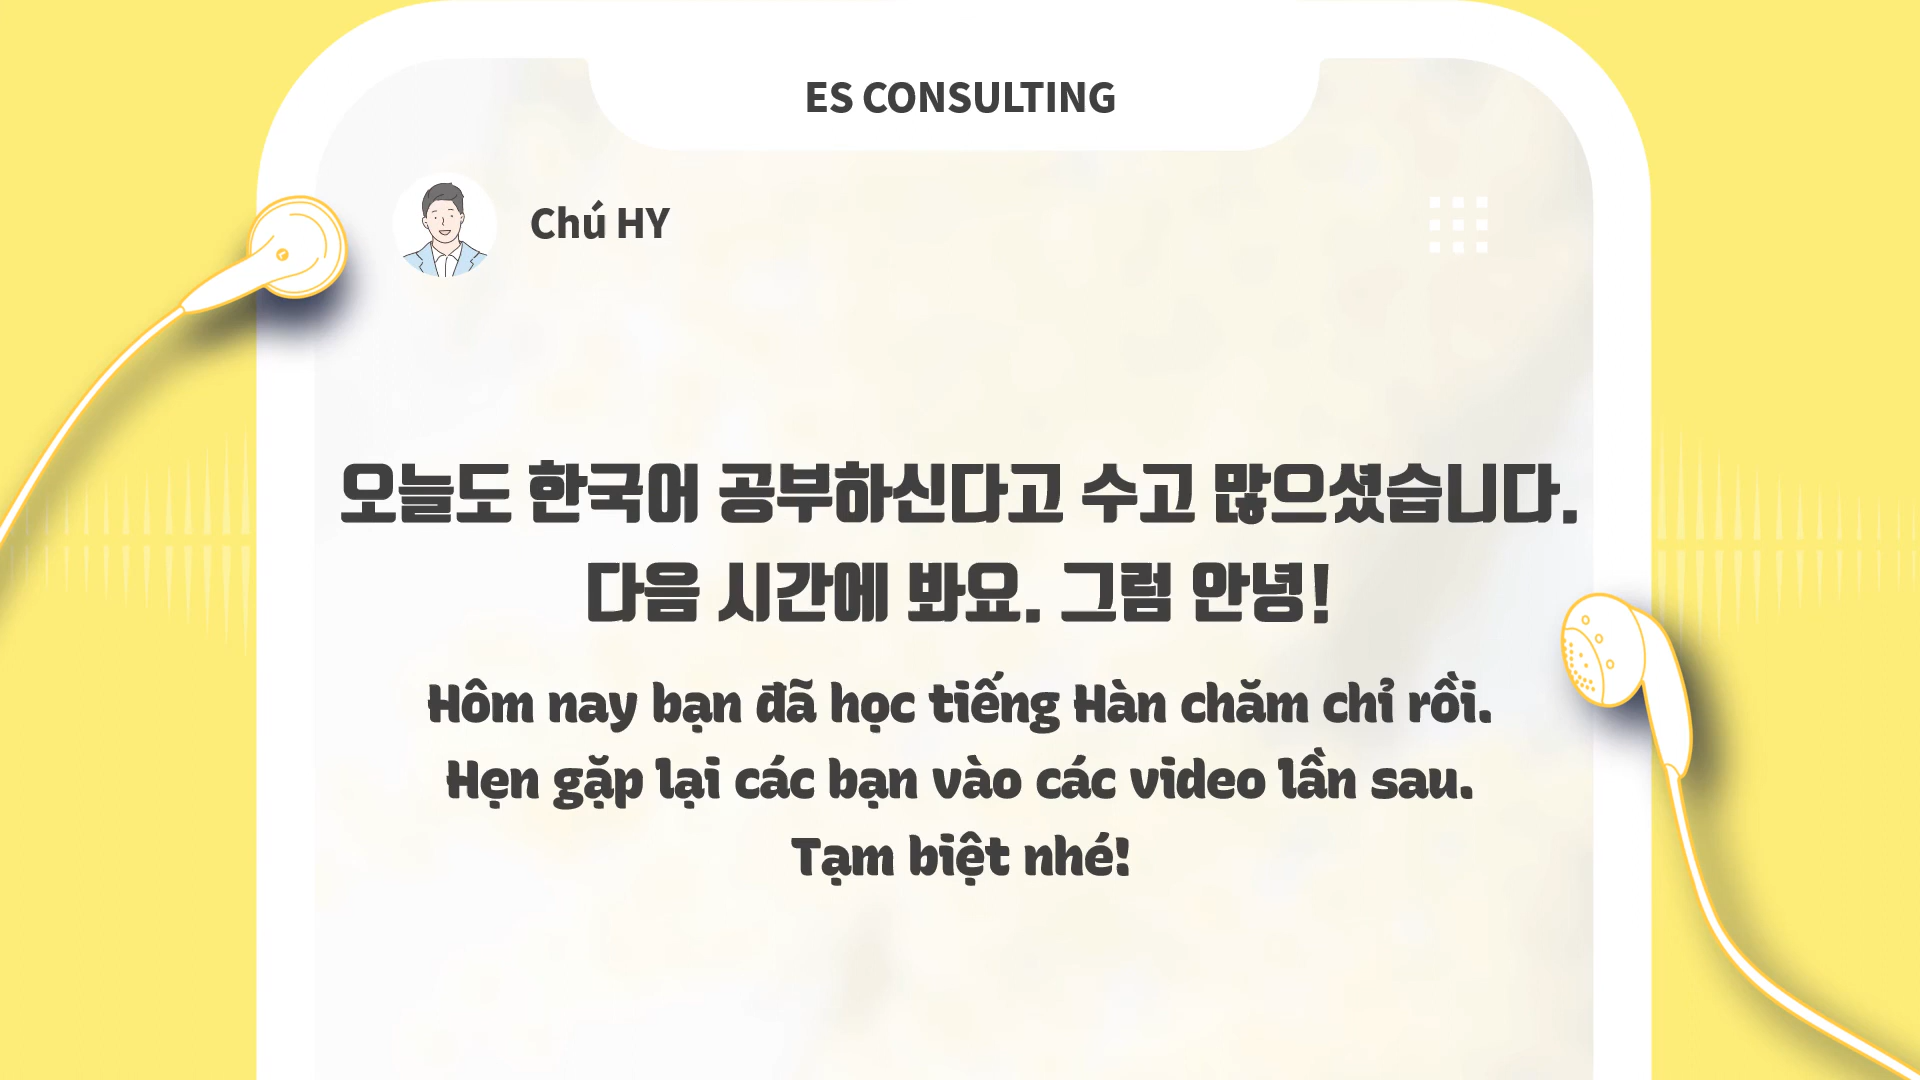 ES CONSULTING
Chú HY
오늘도 한국어 공부하신다고 수고 많으셨습니다.
다음 시간에 봐요. 그럼 안녕!
Hôm nay bạn đã học tiếng Hàn chăm chỉ rồi.
Hẹn gặp lại các bạn vào các video lần sau.
Tạm biệt nhé!